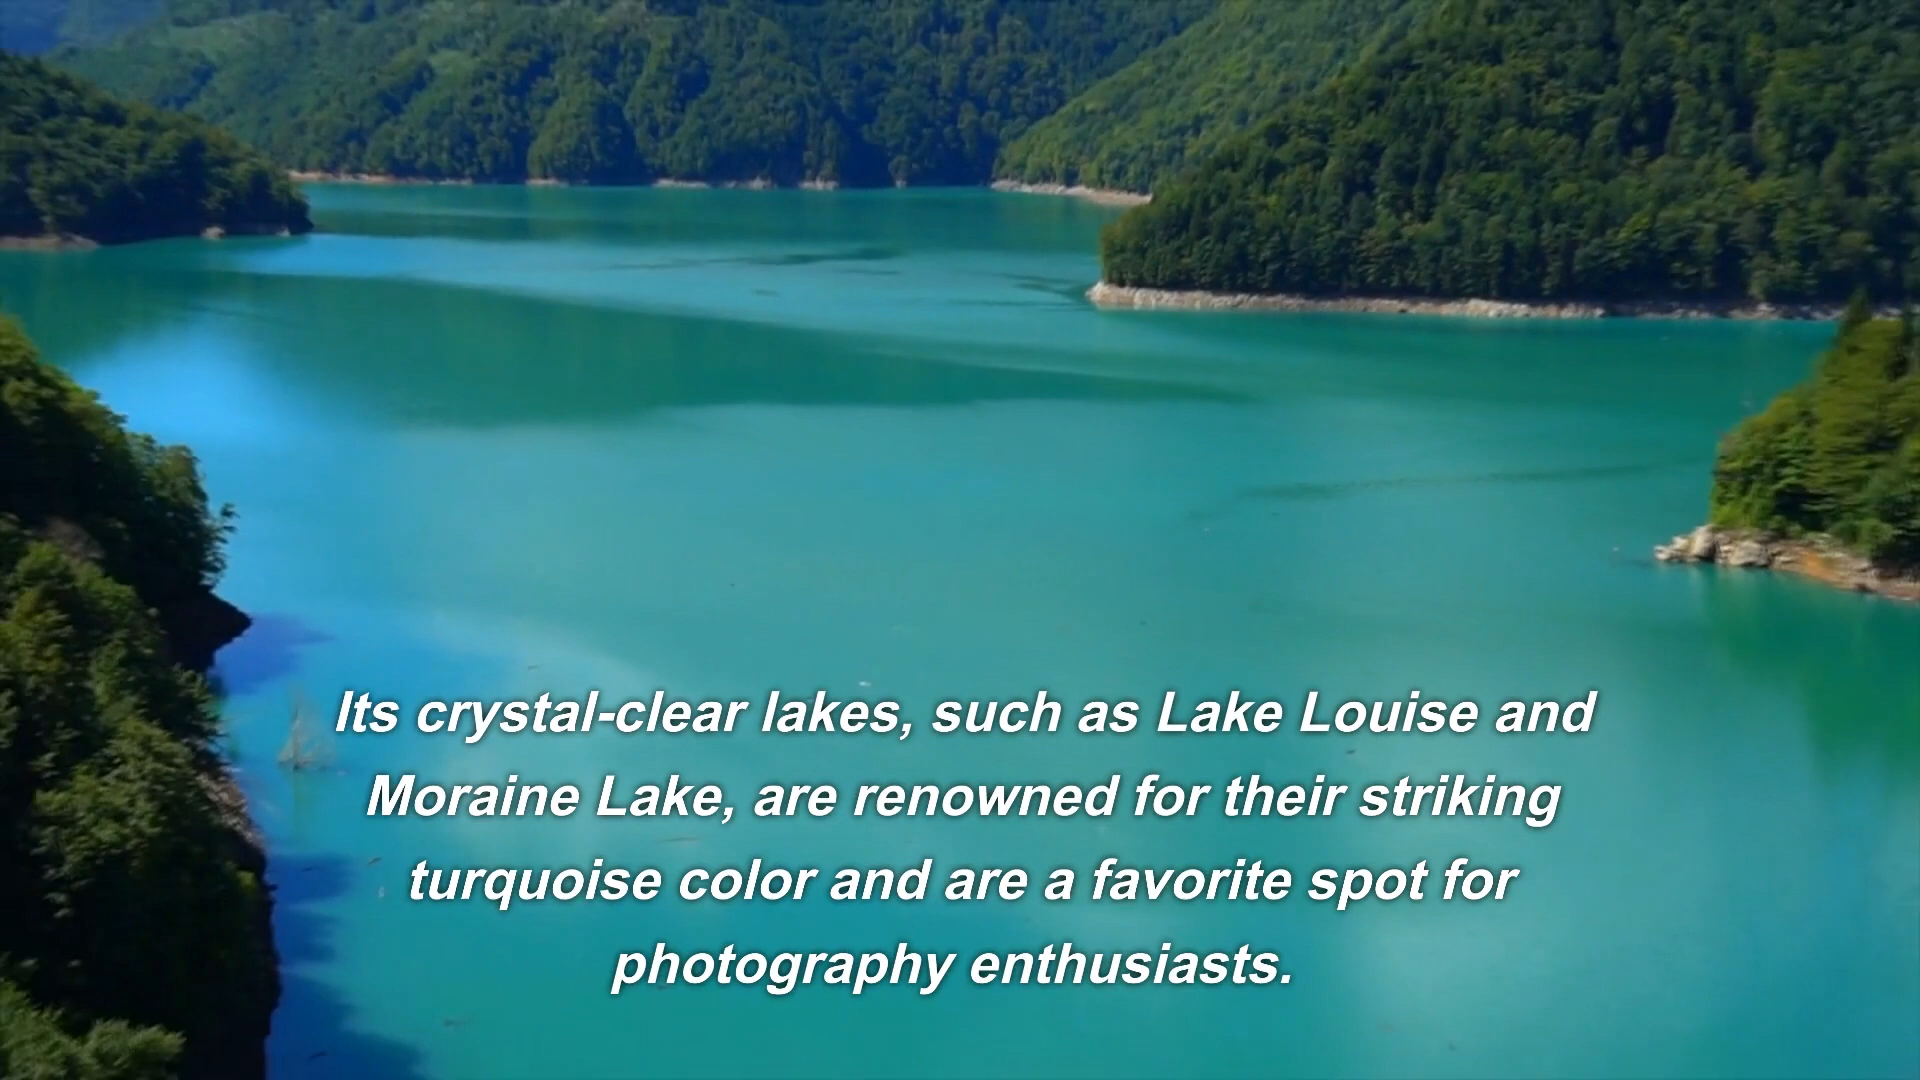 Its crystal-clear lakes, such as Lake Louise and
Moraine Lake, are renowned for their striking
turquoise color and are a favorite spot for
photography enthusiasts.